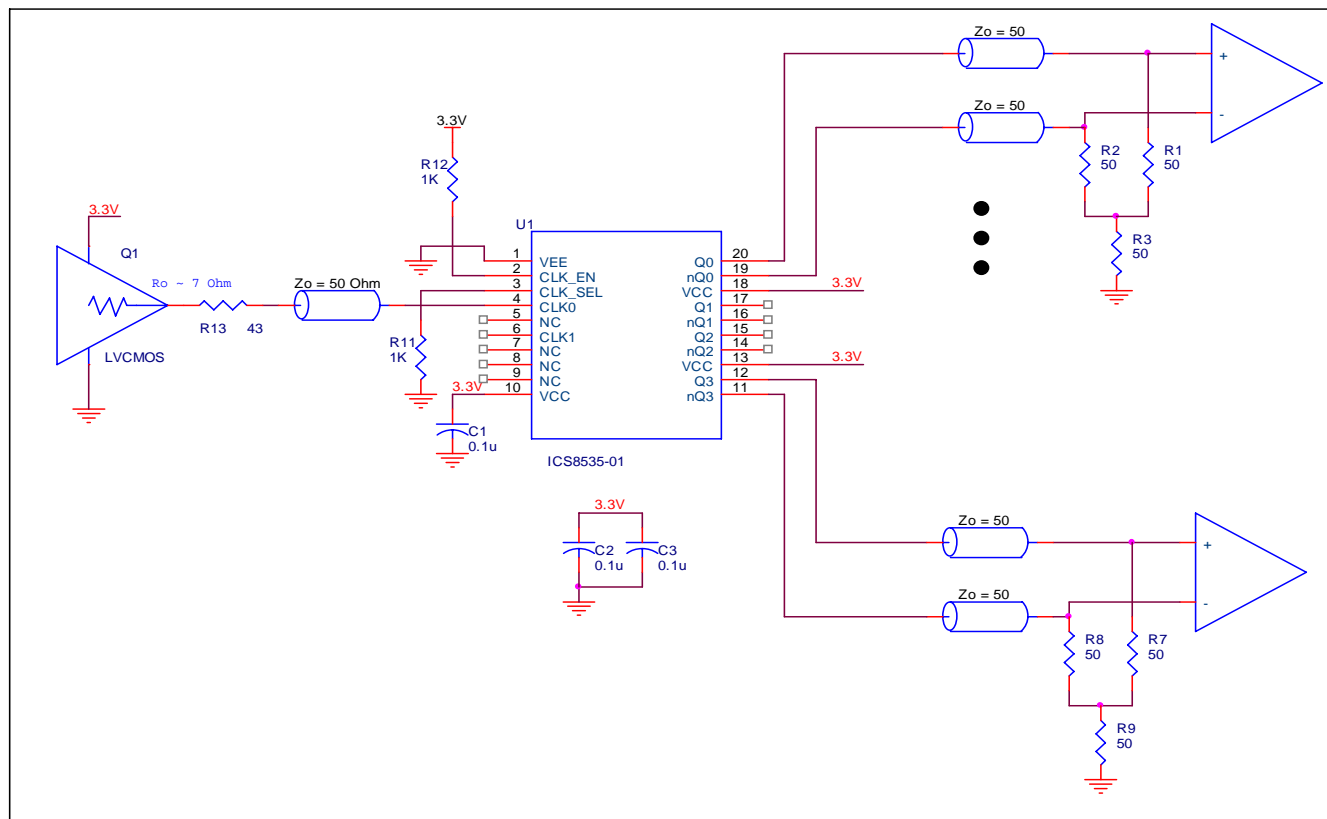 Zo = 50
+
-
Zo = 50
R2
50
R1
50
R3
50
3.3V
R12
1K
3.3V
Q1
Ro ~ 7 Ohm
R13 43
LVCMOS
Zo = 50 Ohm
R11
1K
U1
1 VEE
2 CLK_EN
3 CLK_SEL
4 CLK0
5 NC
6 CLK1
7 NC
8 NC
9 NC
10 VCC
Q0 20
nQ0 19
VCC 18
Q1 17
nQ1 16
Q2 15
nQ2 14
VCC 13
Q3 12
nQ3 11
3.3V
3.3V
3.3V
C1
0.1u
ICS8535-01
3.3V
C2
0.1u
C3
0.1u
Zo = 50
+
-
Zo = 50
R8
50
R7
50
R9
50